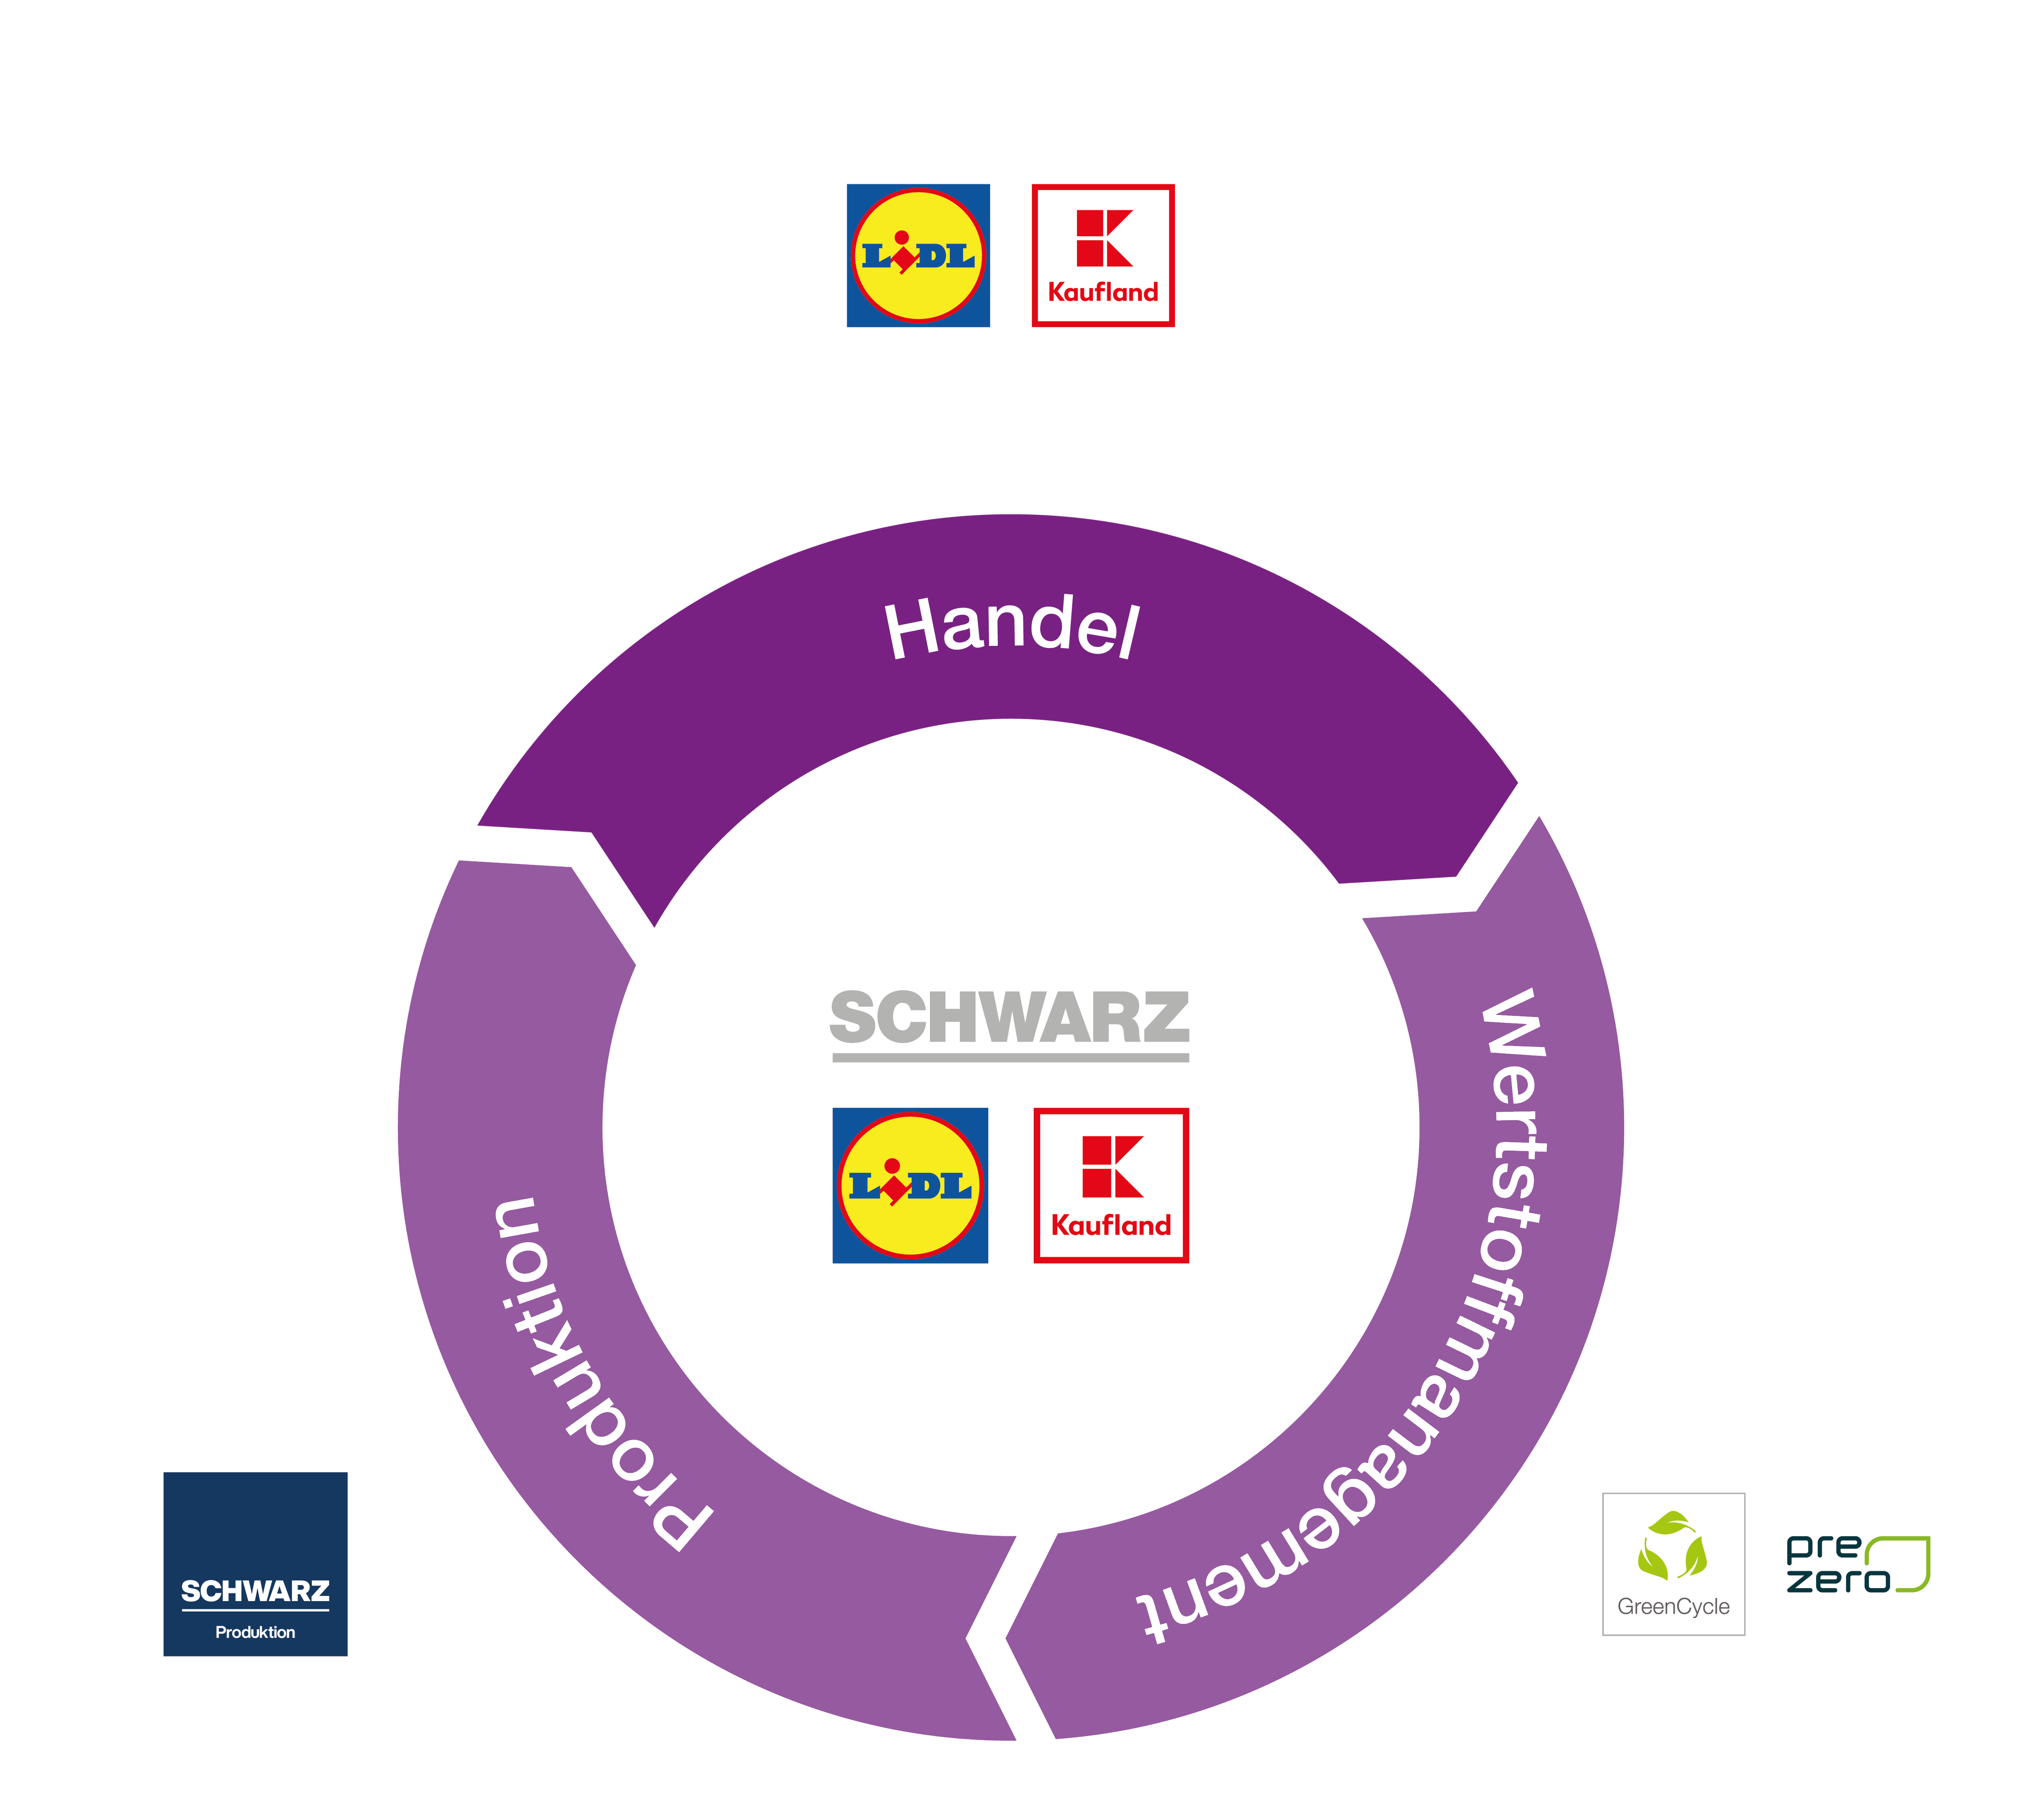 LiDL
Kaufland
Handel
SCHWARZ
LiDL
Kaufland
Wertstoffmanagement
Produktion
SCHWARZ
Produktion
GreenCycle
pre
zero